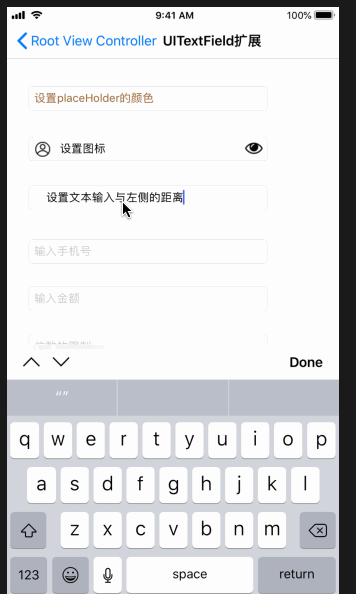 9:41 AM
100%
Root View Controller
UITextField扩展
设置placeHolder的颜色
设置图标
设置文本输入与左侧的距离
输入手机号
输入金额
Done
“”
q w e r t y u i o p
a s d f g h j k l
z x c v b n m
123 space return